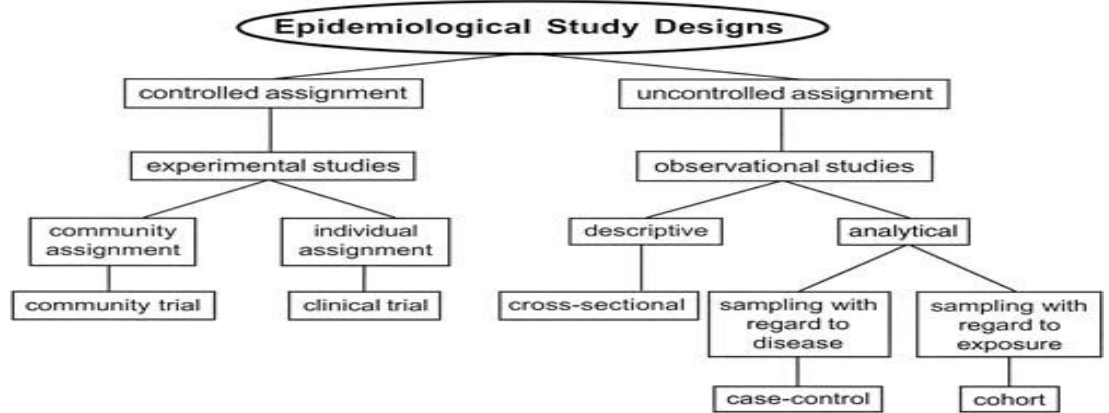 Epidemiological Study Designs
controlled assignment
uncontrolled assignment
experimental studies
observational studies
community
assignment
individual
assignment
descriptive
analytical
community trial
clinical trial
cross-sectional
sampling with
regard to
disease
sampling with
regard to
exposure
case-control
cohort